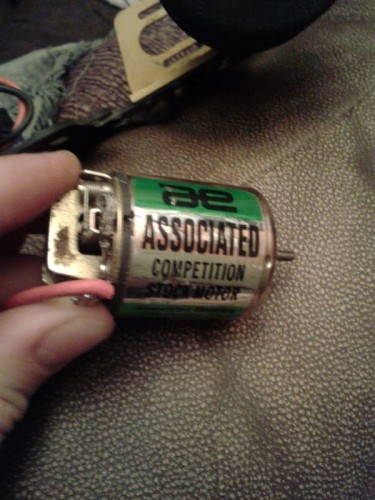 ae
ASSOCIATED
COMPETITION
STOCK MOTOR